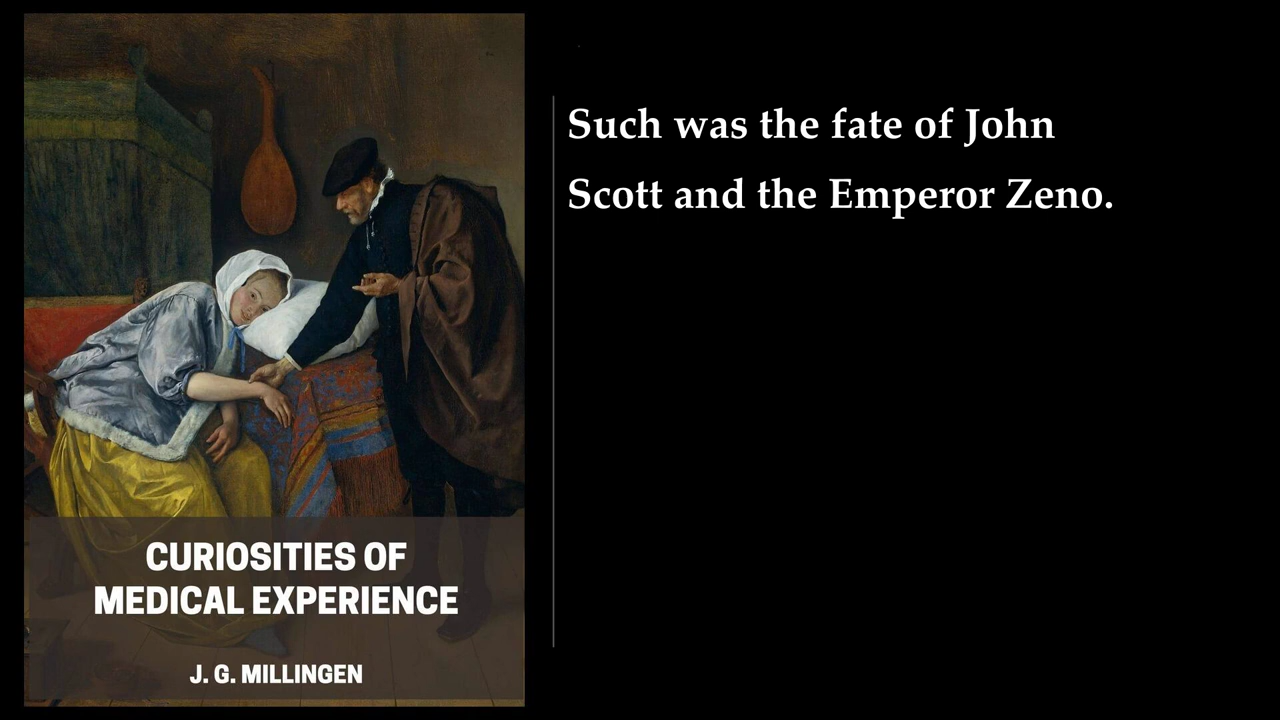 Such was the fate of John
Scott and the Emperor Zeno.
CURIOSITIES OF
MEDICAL EXPERIENCE
J. G. MILLINGEN